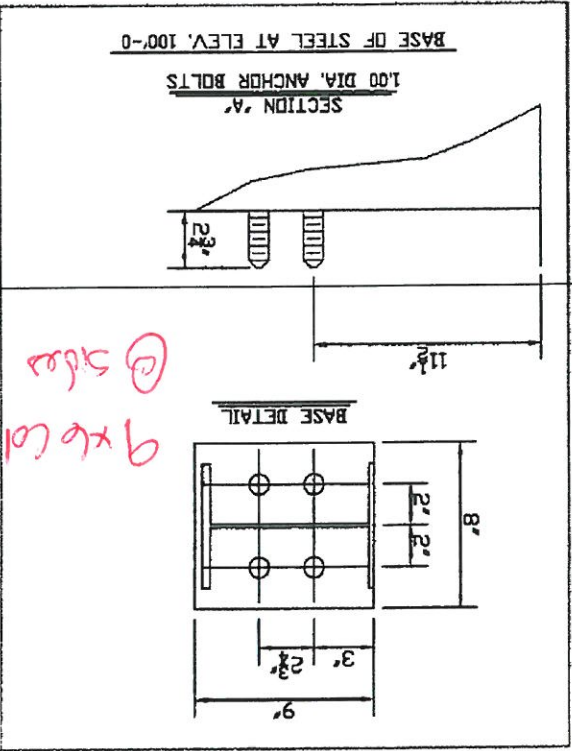 9"
3" 2¾"
8"
2"
2"
BASE DETAIL
9x6 Col
@ sides
11½"
2¾"
SECTION "A"
1.00 DIA. ANCHOR BOLTS
BASE OF STEEL AT ELEV. 100'-0